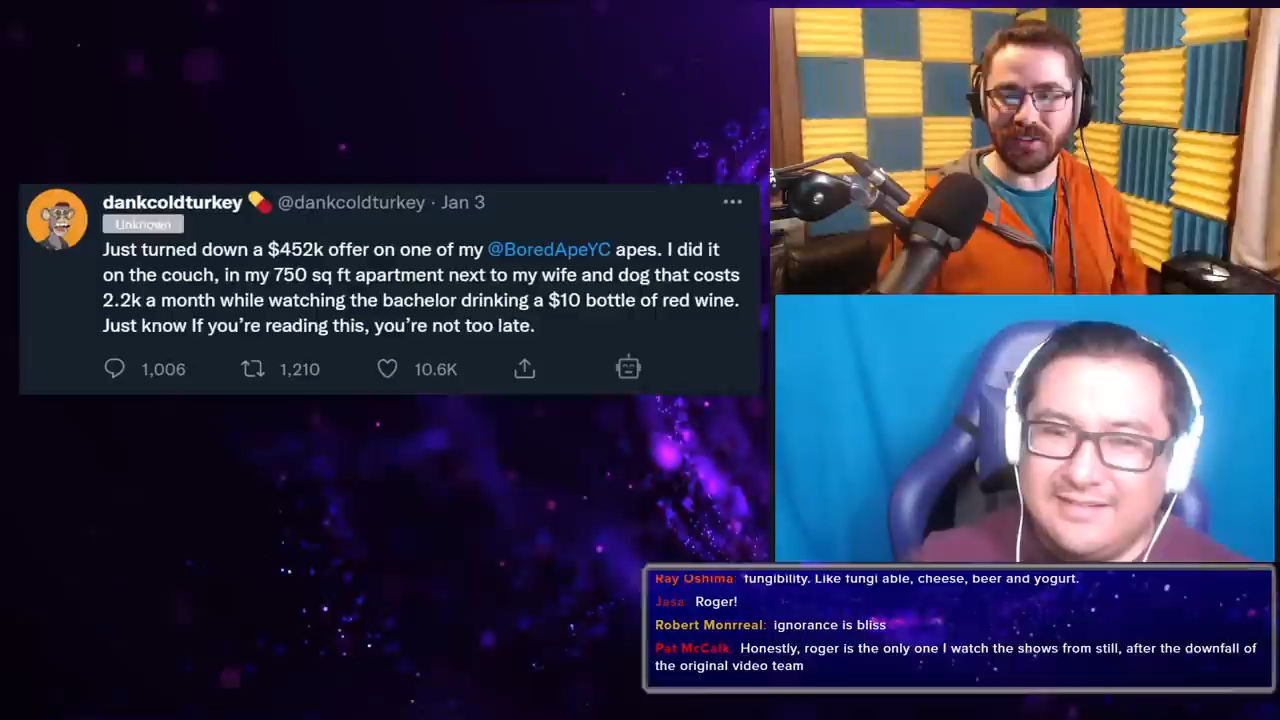 dankcoldturkey 💊 @dankcoldturkey · Jan 3
Unknown
Just turned down a $452k offer on one of my @BoredApeYC apes. I did it
on the couch, in my 750 sq ft apartment next to my wife and dog that costs
2.2k a month while watching the bachelor drinking a $10 bottle of red wine.
Just know If you’re reading this, you’re not too late.
1,006 1,210 10.6K
Ray Oshima: fungibility. Like fungi able, cheese, beer and yogurt.
Jasa: Roger!
Robert Monrreal: ignorance is bliss
Pat McCalk: Honestly, roger is the only one I watch the shows from still, after the downfall of
the original video team